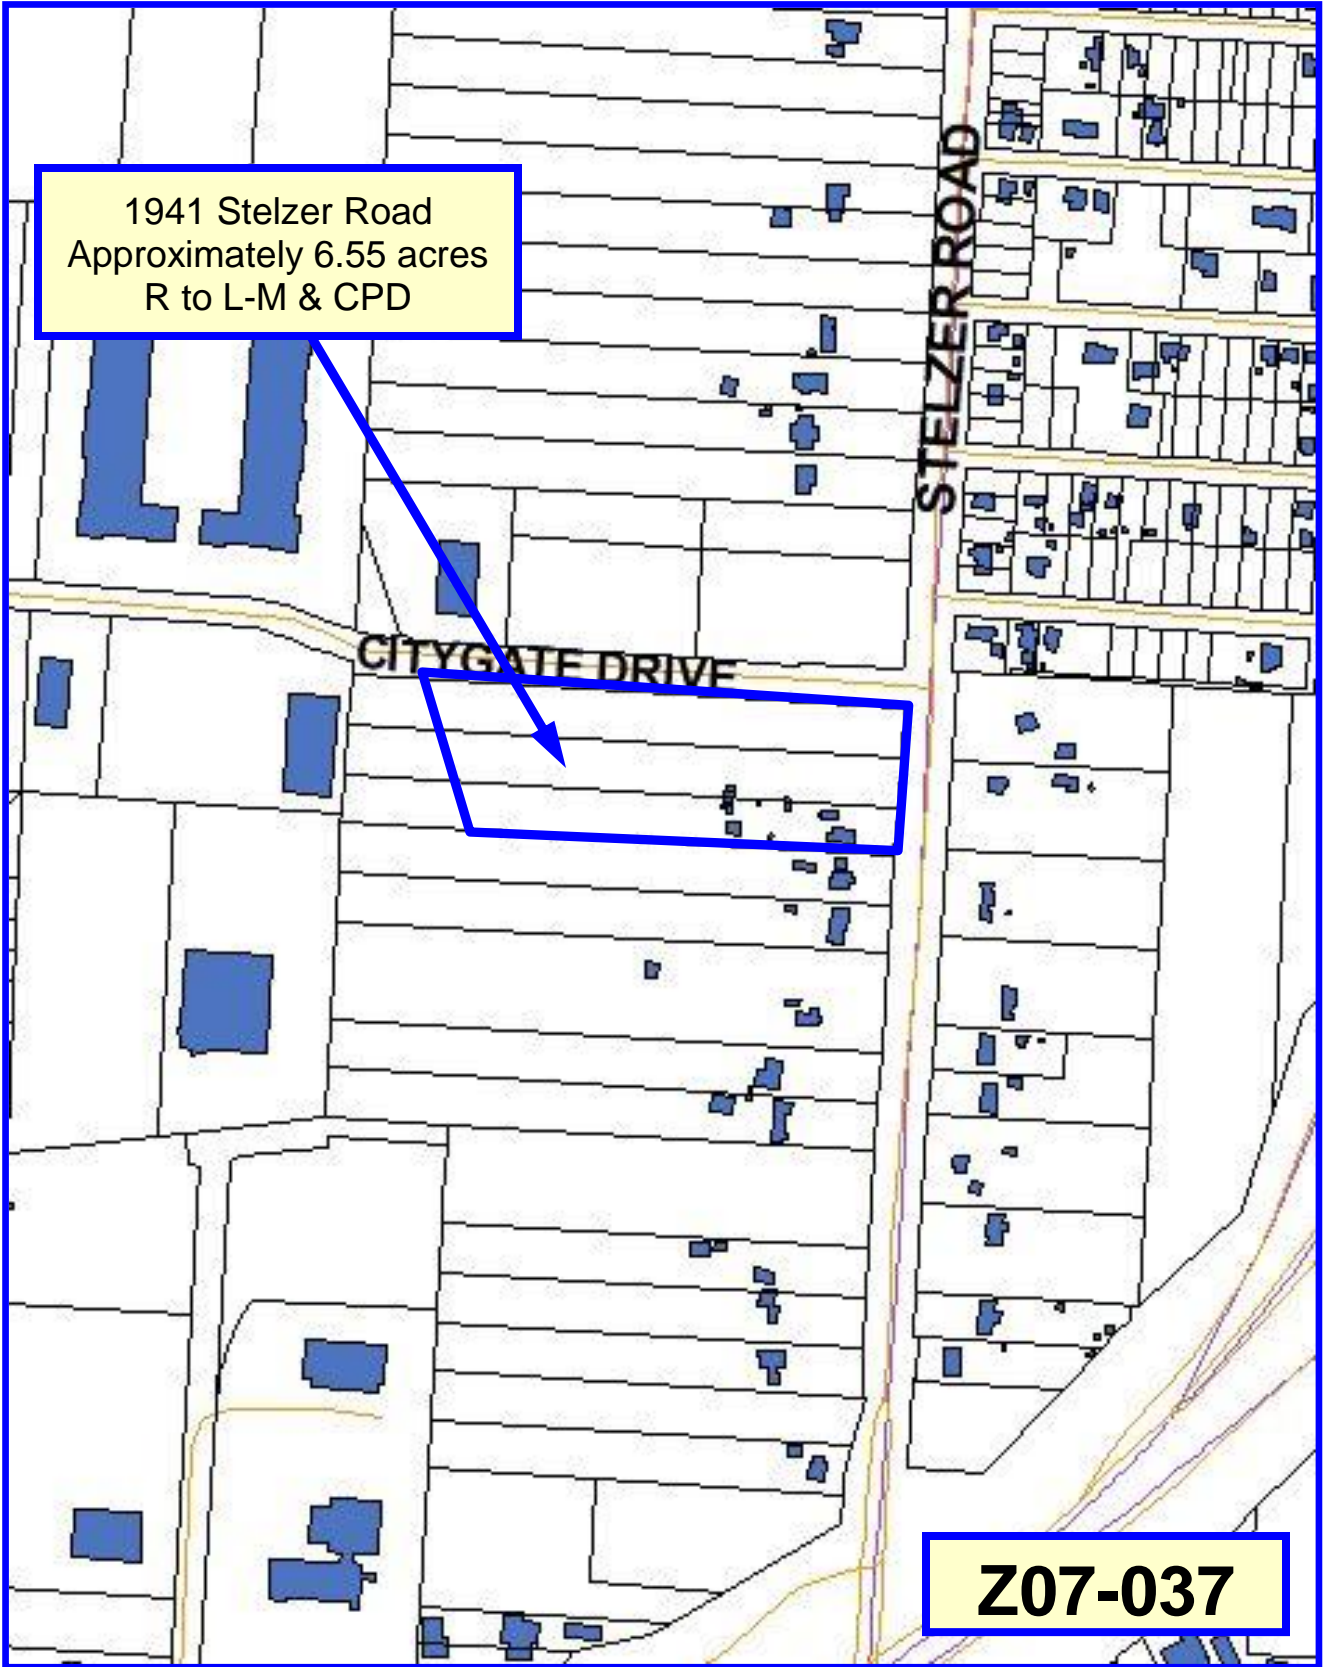 1941 Stelzer Road
Approximately 6.55 acres
R to L-M & CPD
STELZER ROAD
CITYGATE DRIVE
Z07-037